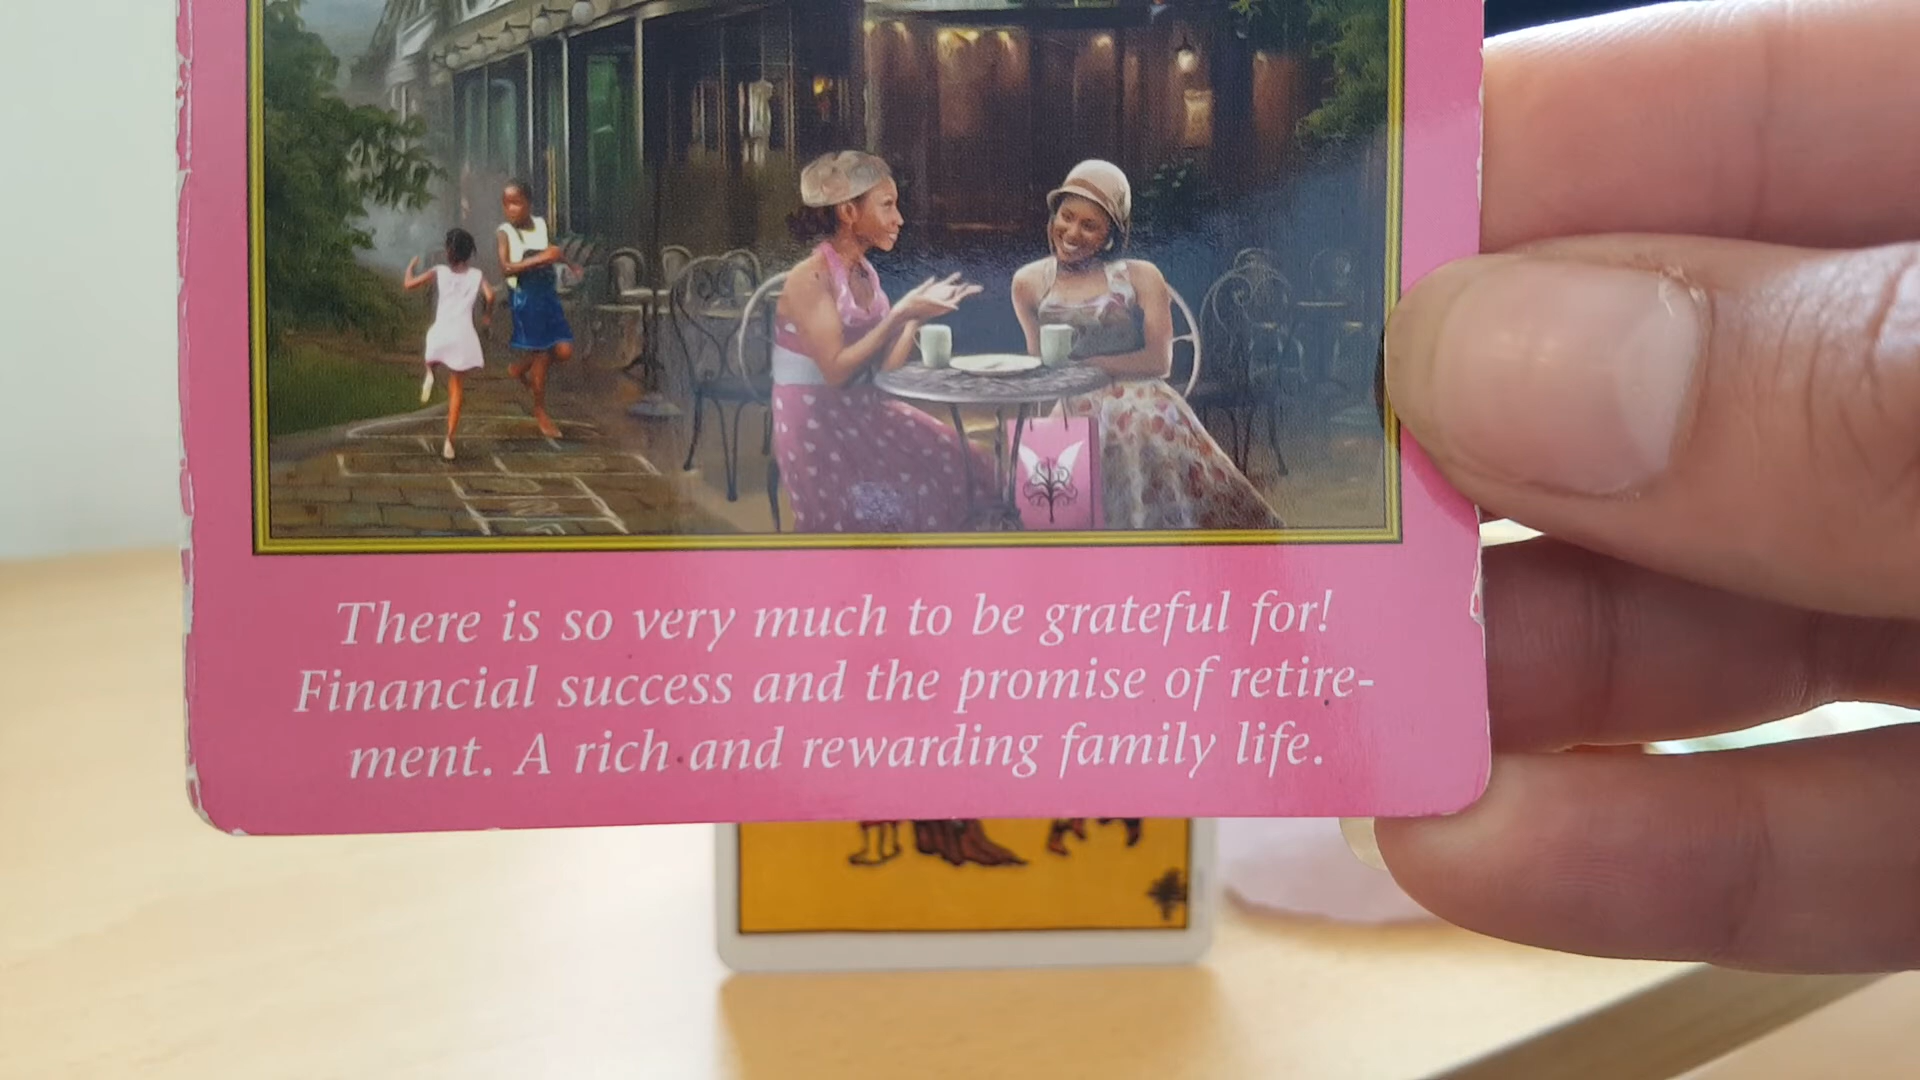 There is so very much to be grateful for!
Financial success and the promise of retire-
ment. A rich and rewarding family life.